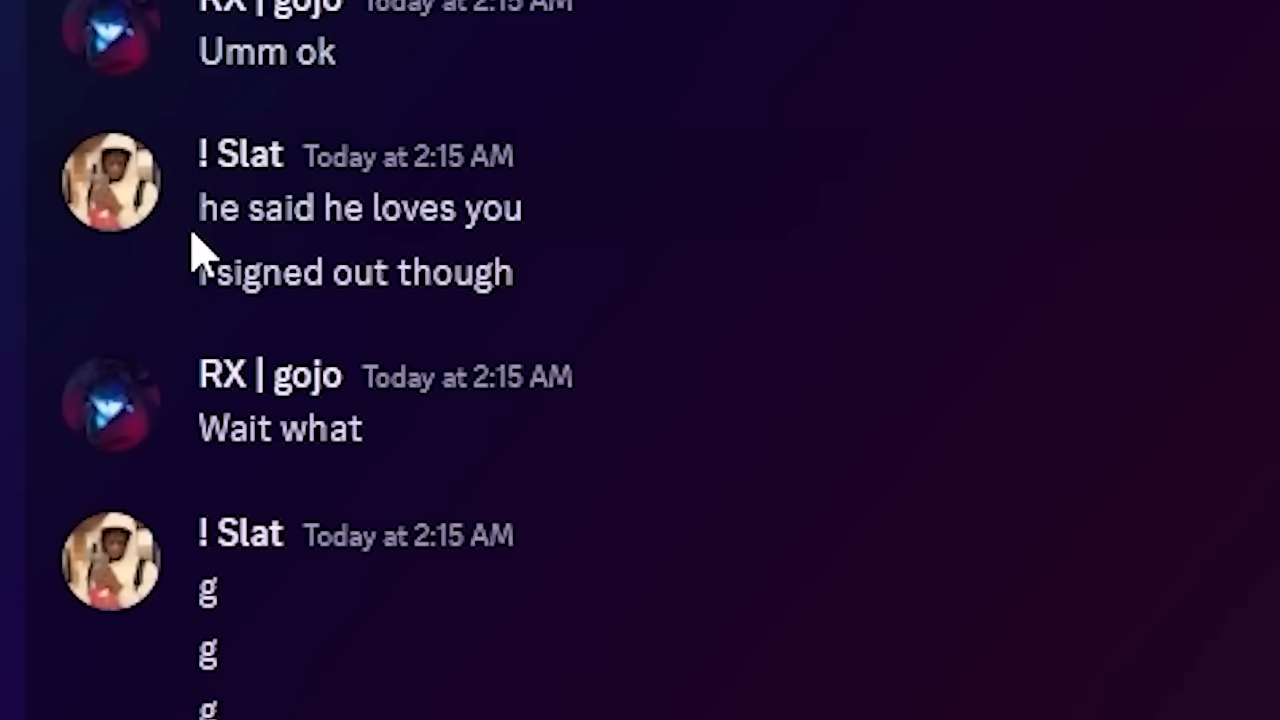 RX | gojo Today at 2:15 AM
Umm ok
! Slat Today at 2:15 AM
he said he loves you
signed out though
RX | gojo Today at 2:15 AM
Wait what
! Slat Today at 2:15 AM
g
g
g